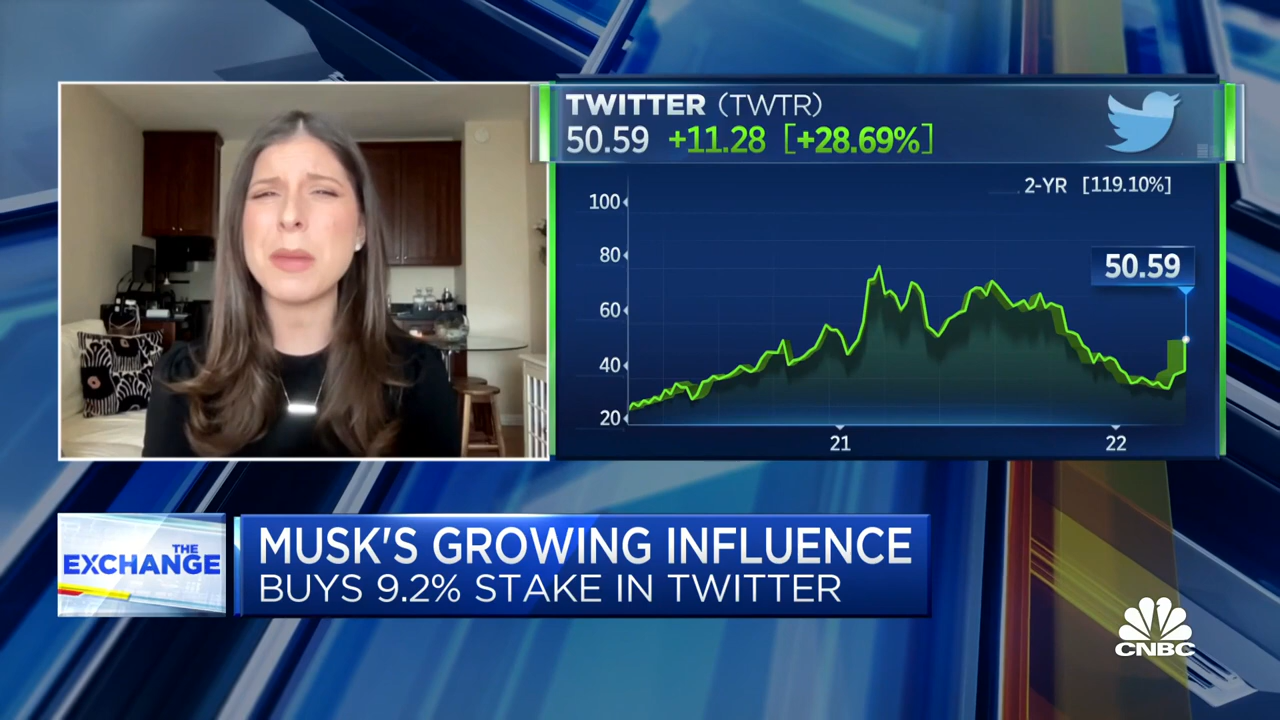 TWITTER (TWTR)
50.59 +11.28 [+28.69%]
2-YR [119.10%]
100
80
60
40
20
50.59
21
22
THE
EXCHANGE
MUSK'S GROWING INFLUENCE
BUYS 9.2% STAKE IN TWITTER
CNBC